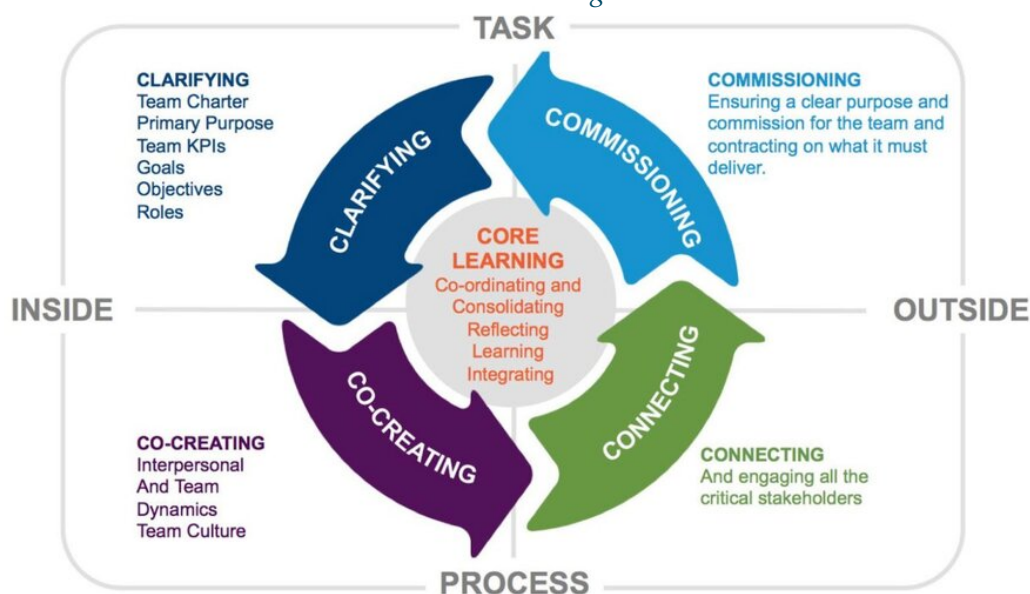 TASK
CLARIFYING
Team Charter
Primary Purpose
Team KPIs
Goals
Objectives
Roles
COMMISSIONING
Ensuring a clear purpose and
commission for the team and
contracting on what it must
deliver.
CLARIFYING
COMMISSIONING
CORE
LEARNING
Co-ordinating and
Consolidating
Reflecting
Learning
Integrating
INSIDE
OUTSIDE
CO-CREATING
CONNECTING
CO-CREATING
Interpersonal
And Team
Dynamics
Team Culture
CONNECTING
And engaging all the
critical stakeholders
PROCESS